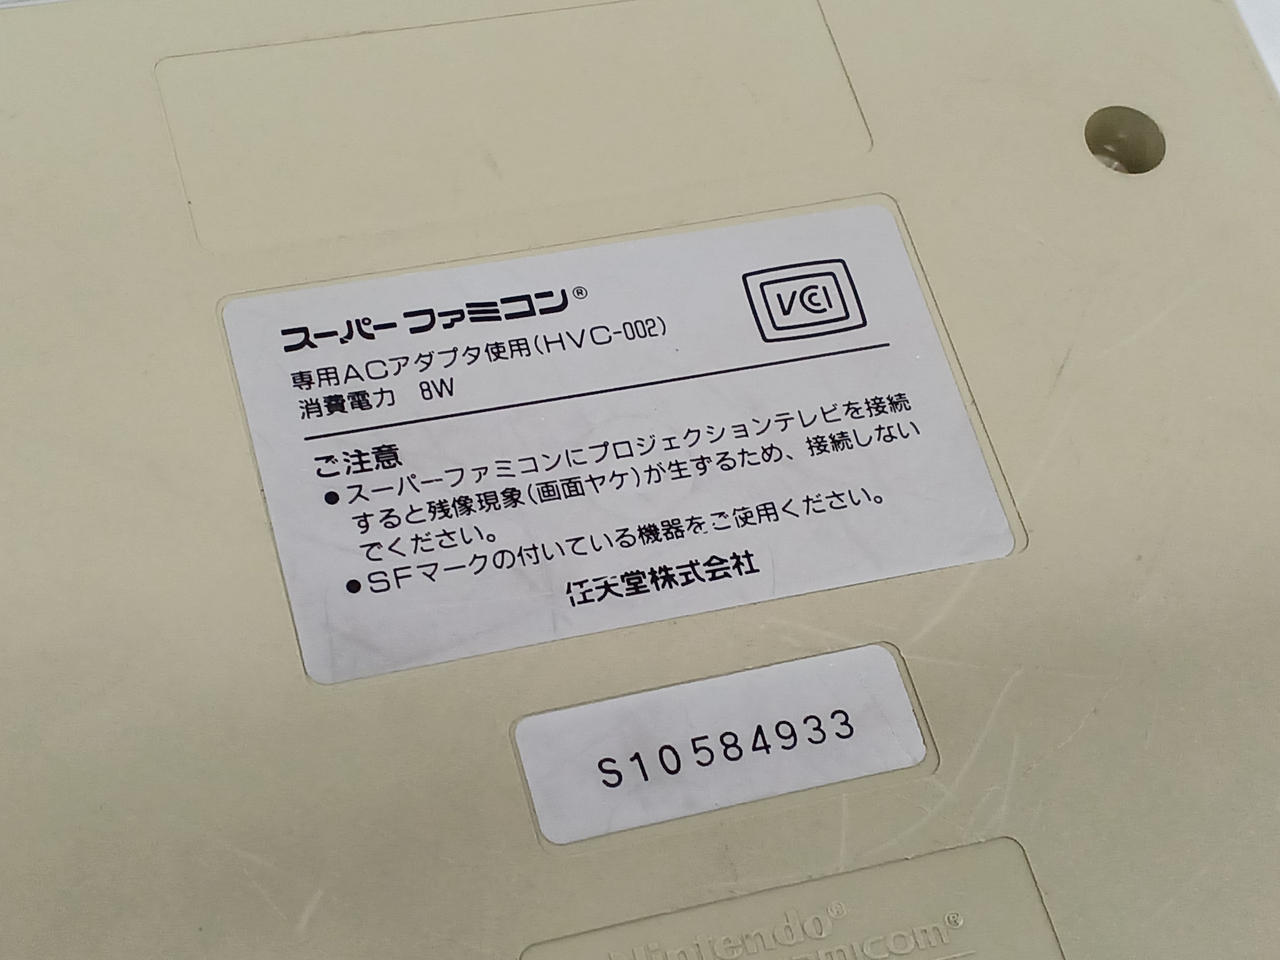 スーパーファミコン®
専用ACアダプタ使用(HVC-002)
消費電力 8W
VCCI
ご注意
●スーパーファミコンにプロジェクションテレビを接続
すると残像現象(画面ヤケ)が生ずるため、接続しない
でください。
●SFマークの付いている機器をご使用ください。
任天堂株式会社
S10584933
Nintendo®